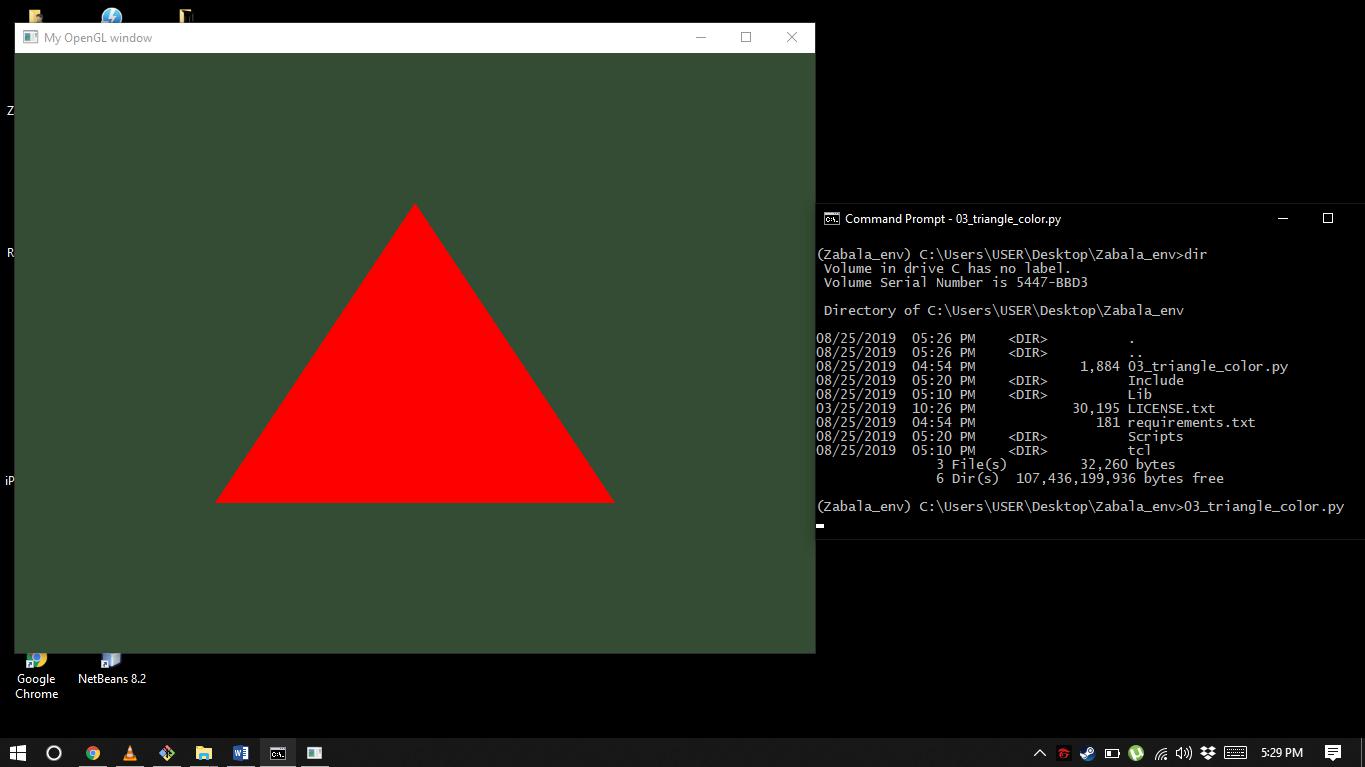 My OpenGL window
Z
R
iP
Google
Chrome
NetBeans 8.2
Command Prompt - 03_triangle_color.py
(Zabala_env) C:\Users\USER\Desktop\Zabala_env>dir
Volume in drive C has no label.
Volume Serial Number is 5447-BBD3
Directory of C:\Users\USER\Desktop\Zabala_env
08/25/2019 05:26 PM <DIR> .
08/25/2019 05:26 PM <DIR> ..
08/25/2019 04:54 PM 1,884 03_triangle_color.py
08/25/2019 05:20 PM <DIR> Include
08/25/2019 05:10 PM <DIR> Lib
03/25/2019 10:26 PM 30,195 LICENSE.txt
08/25/2019 04:54 PM 181 requirements.txt
08/25/2019 05:20 PM <DIR> Scripts
08/25/2019 05:10 PM <DIR> tcl
3 File(s) 32,260 bytes
6 Dir(s) 107,436,199,936 bytes free
(Zabala_env) C:\Users\USER\Desktop\Zabala_env>03_triangle_color.py
5:29 PM